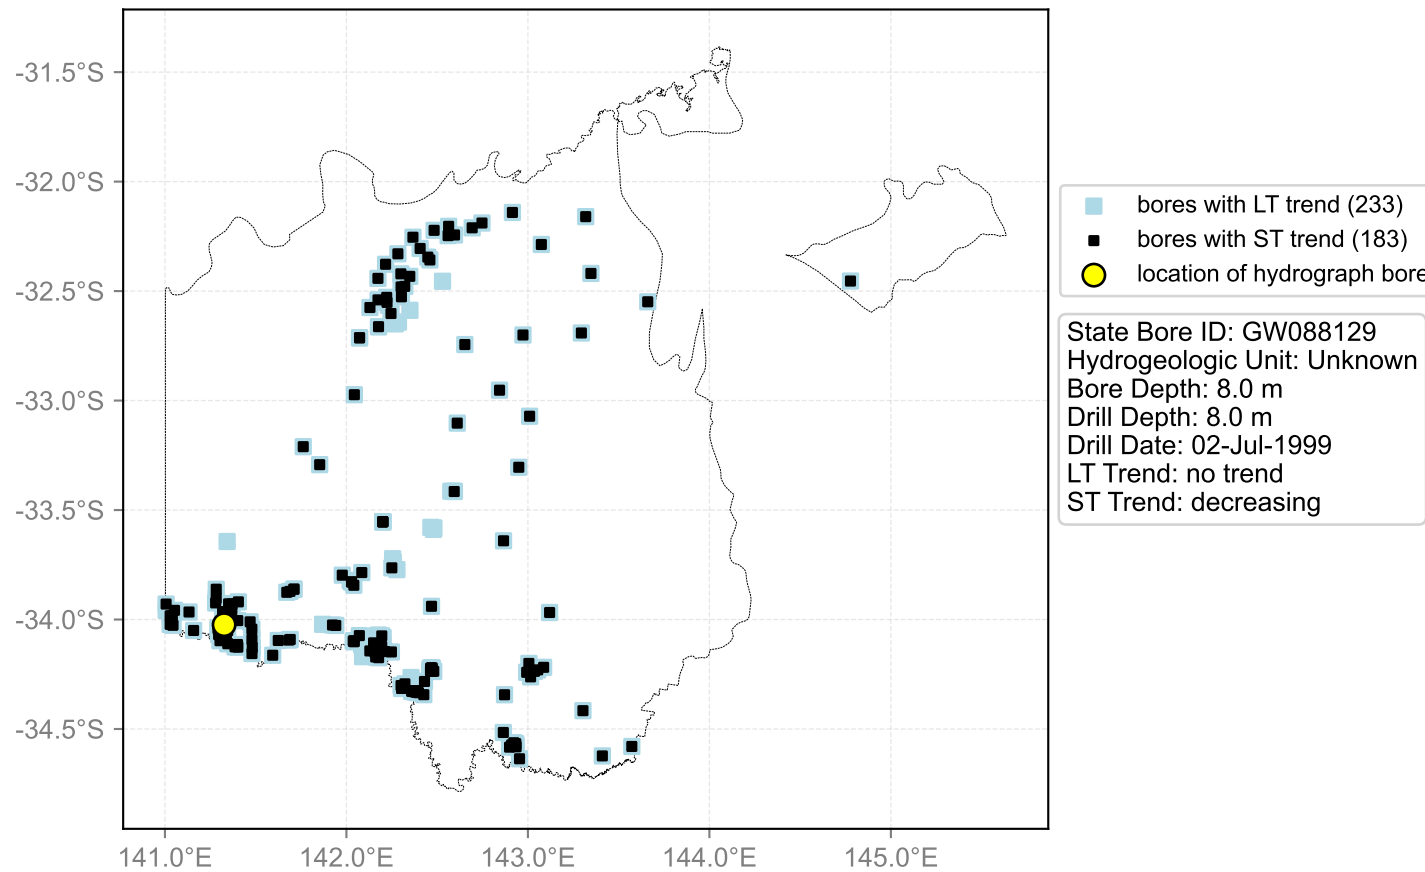 -31.5°S
-32.0°S
-32.5°S
-33.0°S
-33.5°S
-34.0°S
-34.5°S
141.0°E
142.0°E
143.0°E
144.0°E
145.0°E
bores with LT trend (233)
bores with ST trend (183)
location of hydrograph bore
State Bore ID: GW088129
Hydrogeologic Unit: Unknown
Bore Depth: 8.0 m
Drill Depth: 8.0 m
Drill Date: 02-Jul-1999
LT Trend: no trend
ST Trend: decreasing